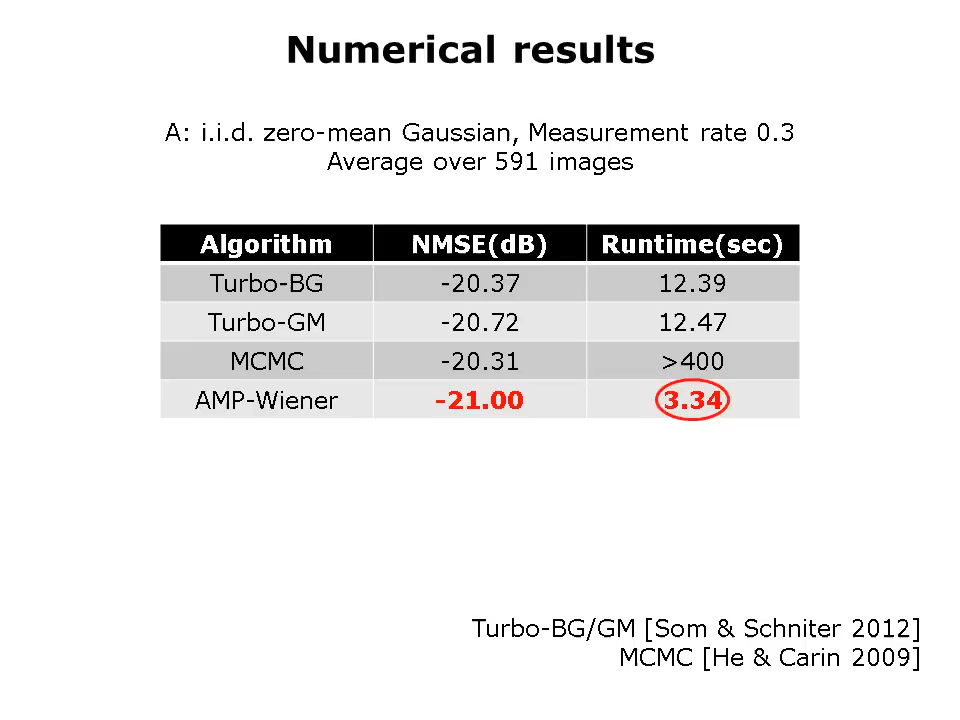 Numerical results
A: i.i.d. zero-mean Gaussian, Measurement rate 0.3
Average over 591 images
Algorithm NMSE(dB) Runtime(sec)
Turbo-BG -20.37 12.39
Turbo-GM -20.72 12.47
MCMC -20.31 >400
AMP-Wiener -21.00 3.34
Turbo-BG/GM [Som & Schniter 2012]
MCMC [He & Carin 2009]